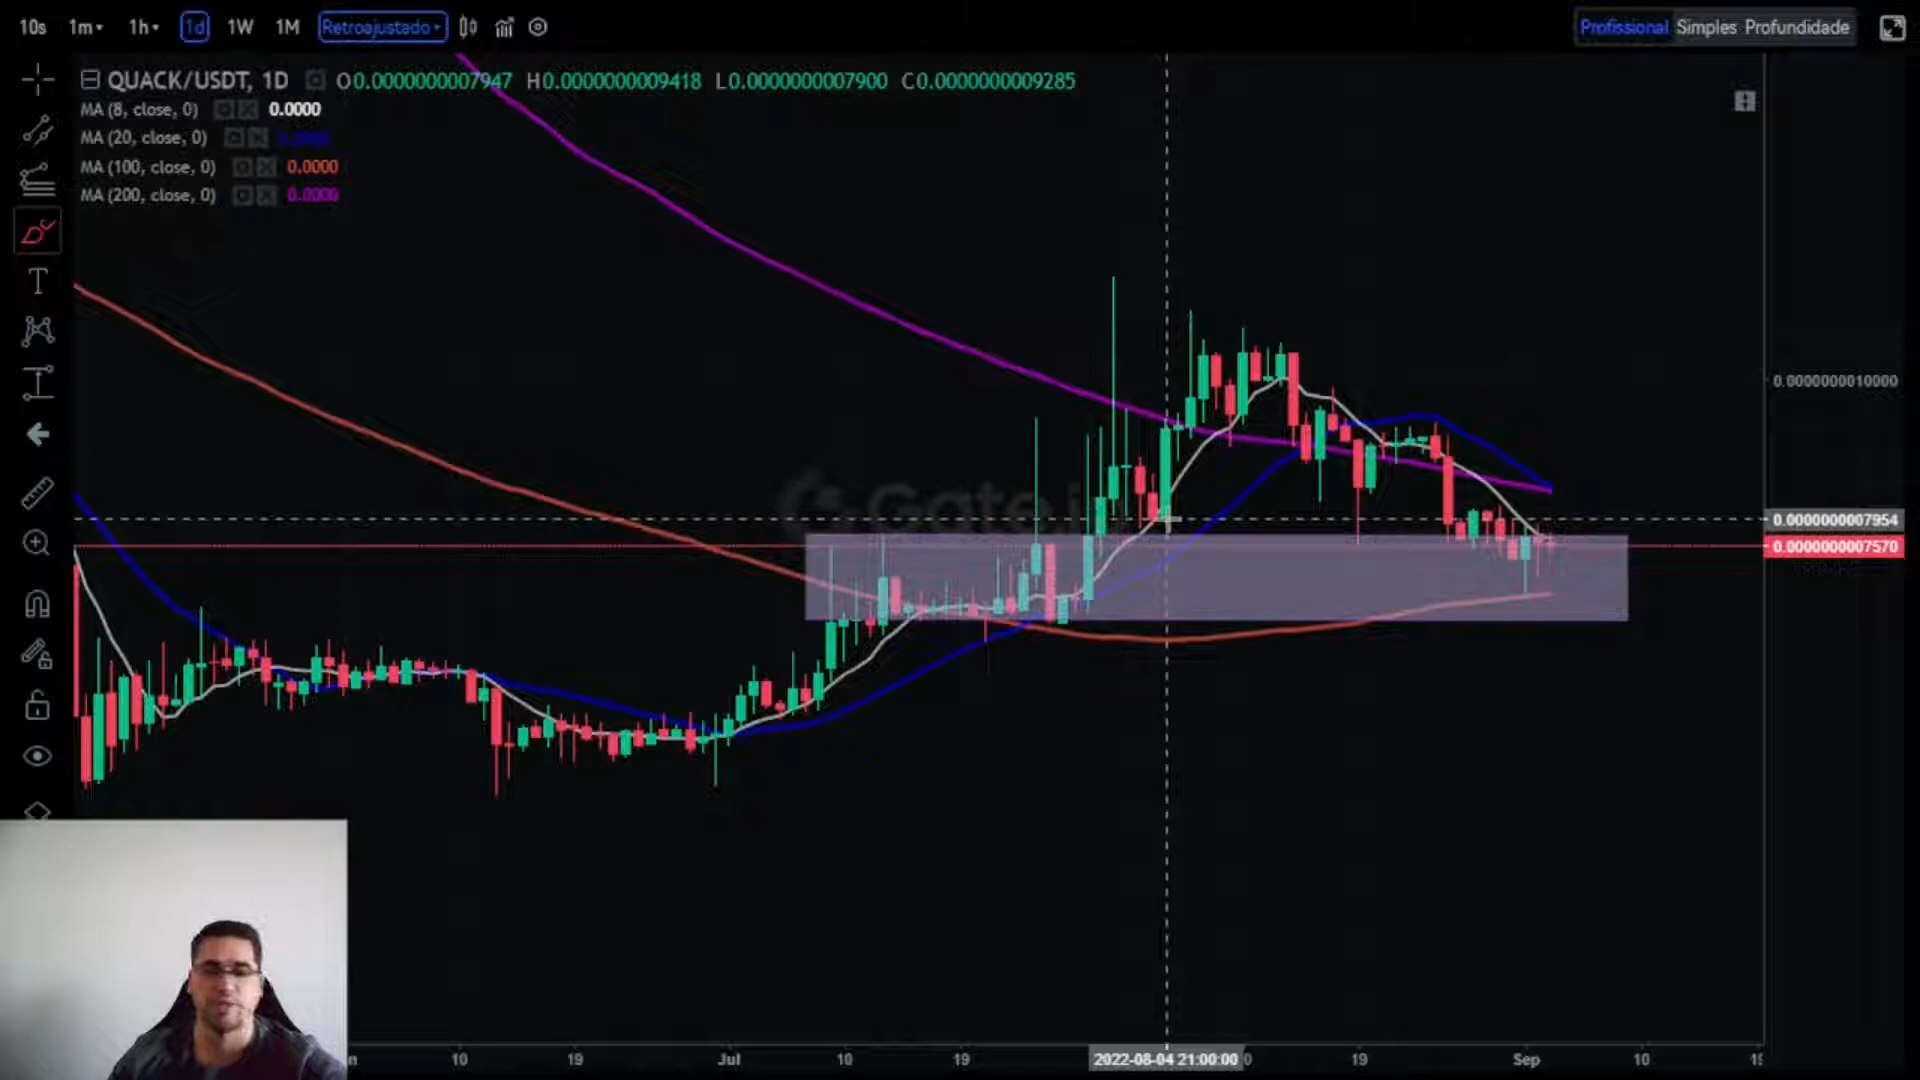 10s 1m 1h 1d 1W 1M Retroajustado
Profissional Simples Profundidade
QUACK/USDT, 1D O0.0000000007947 H0.0000000009418 L0.0000000007900 C0.0000000009285
MA (8, close, 0) 0.0000
MA (20, close, 0)
MA (100, close, 0) 0.0000
MA (200, close, 0) 0.0000
T
0.0000000010000
Gate.i
0.0000000007954
0.0000000007570
10 19 Jul 10 19 2022-08-04 21:00:00 19 Sep 10